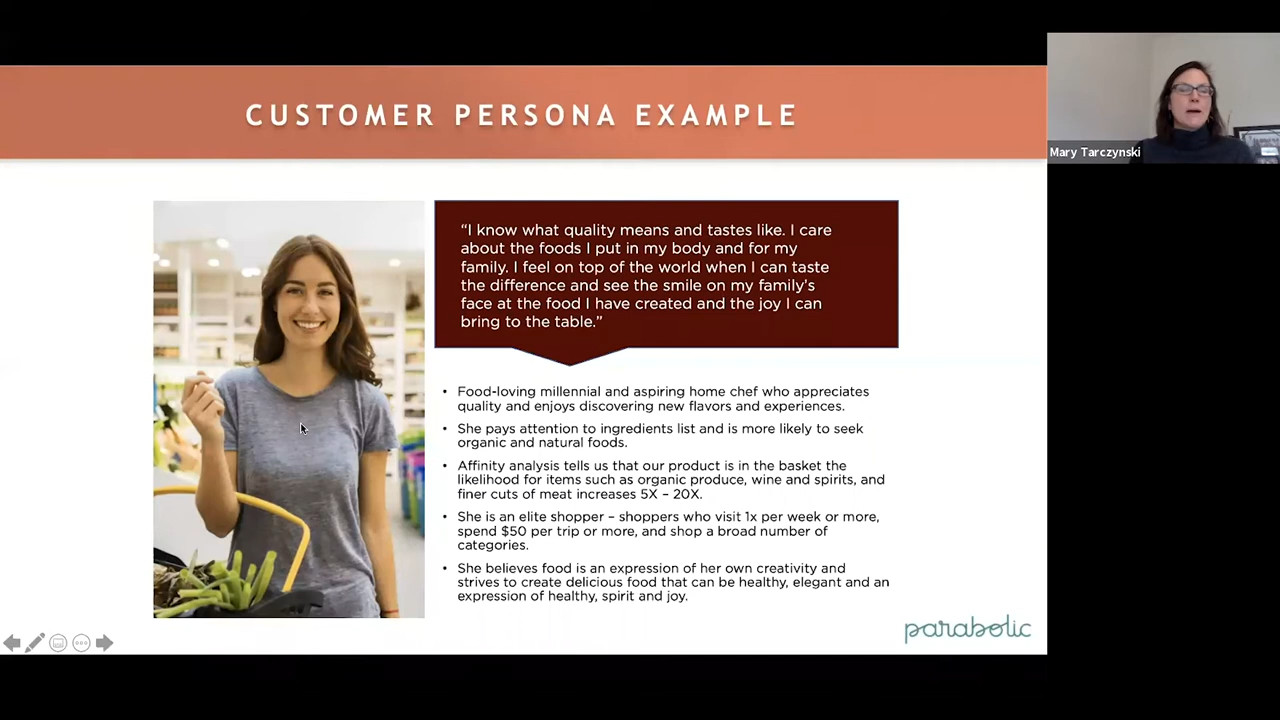 CUSTOMER PERSONA EXAMPLE
Mary Tarczynski
“I know what quality means and tastes like. I care
about the foods I put in my body and for my
family. I feel on top of the world when I can taste
the difference and see the smile on my family’s
face at the food I have created and the joy I can
bring to the table.”
• Food-loving millennial and aspiring home chef who appreciates
quality and enjoys discovering new flavors and experiences.
• She pays attention to ingredients list and is more likely to seek
organic and natural foods.
• Affinity analysis tells us that our product is in the basket the
likelihood for items such as organic produce, wine and spirits, and
finer cuts of meat increases 5X – 20X.
• She is an elite shopper – shoppers who visit 1x per week or more,
spend $50 per trip or more, and shop a broad number of
categories.
• She believes food is an expression of her own creativity and
strives to create delicious food that can be healthy, elegant and an
expression of healthy, spirit and joy.
parabolic